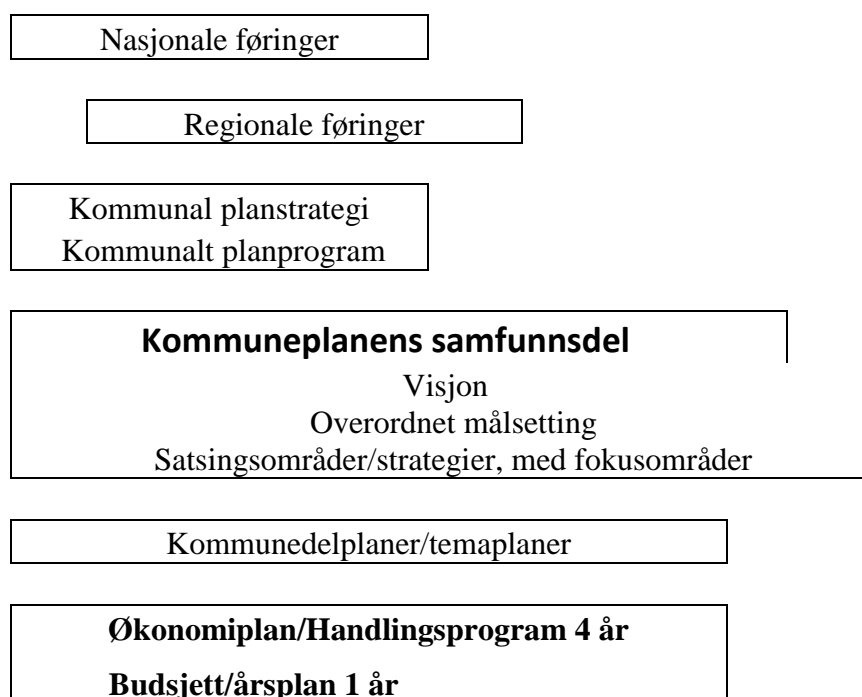 Nasjonale føringer
Regionale føringer
Kommunal planstrategi
Kommunalt planprogram
Kommuneplanens samfunnsdel
Visjon
Overordnet målsetting
Satsingsområder/strategier, med fokusområder
Kommunedelplaner/temaplaner
Økonomiplan/Handlingsprogram 4 år
Budsjett/årsplan 1 år